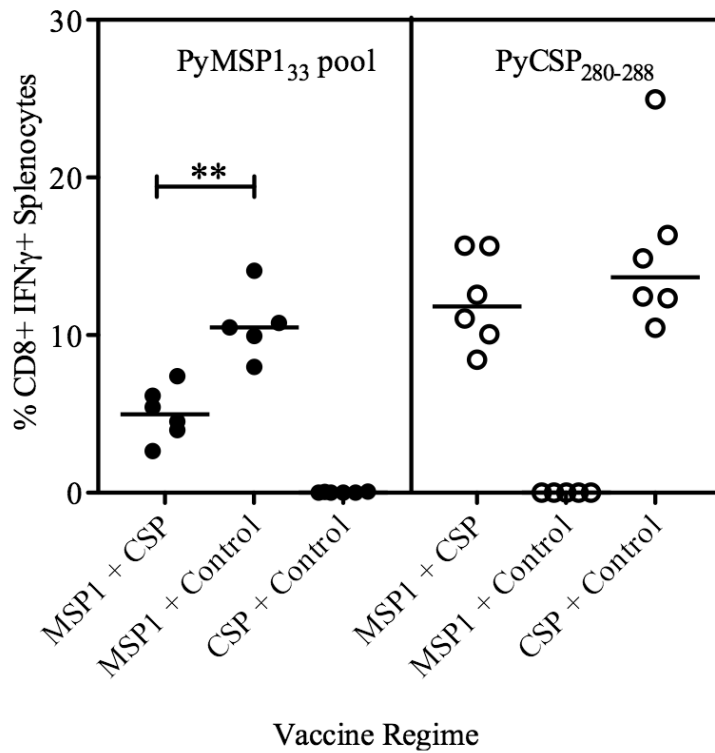 30
20
10
0
% CD8+ IFNγ+ Splenocytes
PyMSP1₃₃ pool
PyCSP₂₈₀₋₂₈₈
**
MSP1 + CSP
MSP1 + Control
CSP + Control
MSP1 + CSP
MSP1 + Control
CSP + Control
Vaccine Regime